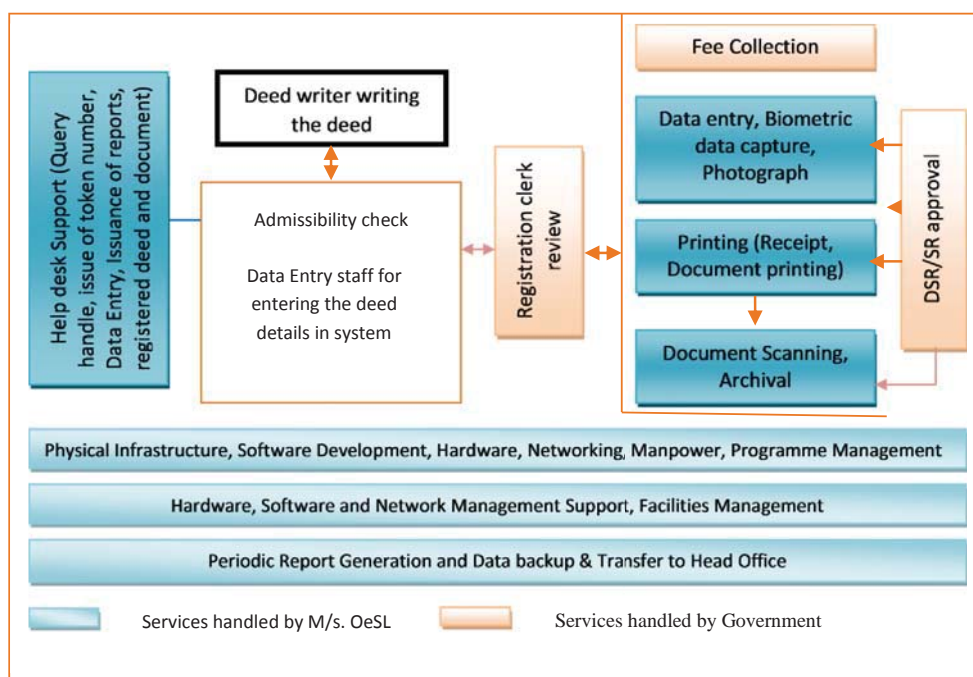 Help desk Support (Query
handle, issue of token number,
Data Entry, Issuance of reports,
registered deed and document)
Deed writer writing
the deed
Admissibility check
Data Entry staff for
entering the deed
details in system
Registration clerk
review
Fee Collection
Data entry, Biometric
data capture,
Photograph
Printing (Receipt,
Document printing)
Document Scanning,
Archival
DSR/SR approval
Physical Infrastructure, Software Development, Hardware, Networking, Manpower, Programme Management
Hardware, Software and Network Management Support, Facilities Management
Periodic Report Generation and Data backup & Transfer to Head Office
Services handled by M/s. OeSL
Services handled by Government